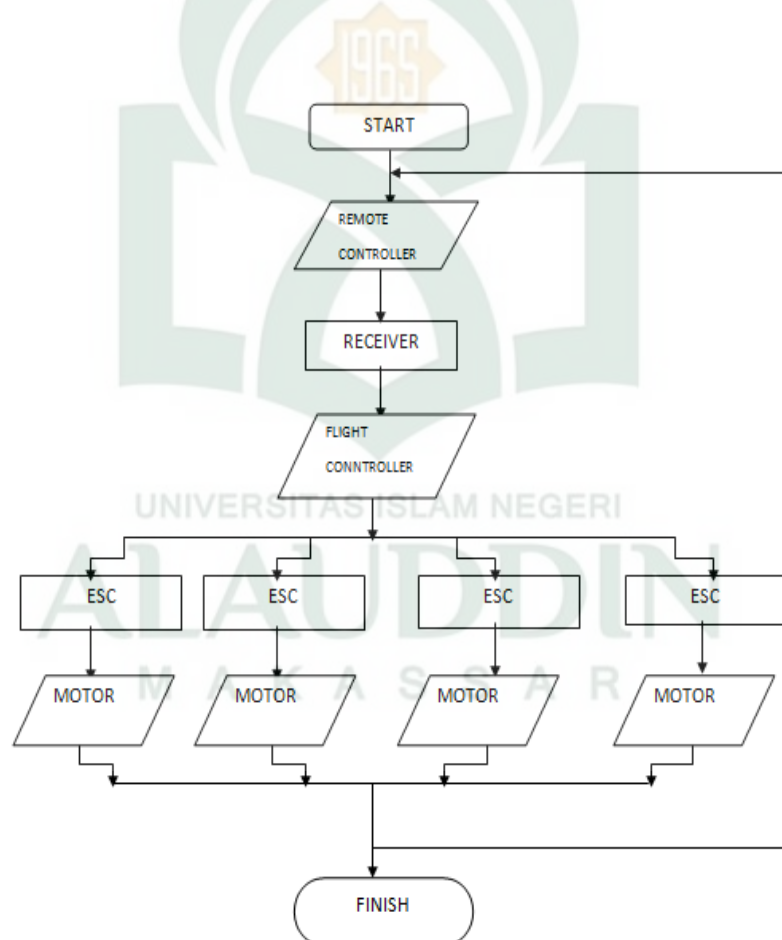 1965
START
REMOTE
CONTROLLER
RECEIVER
FLIGHT
CONNTROLLER
UNIVERSITAS ISLAM NEGERI
ALAUDDIN
ESC ESC ESC ESC
MAKASSAR
MOTOR MOTOR MOTOR MOTOR
FINISH